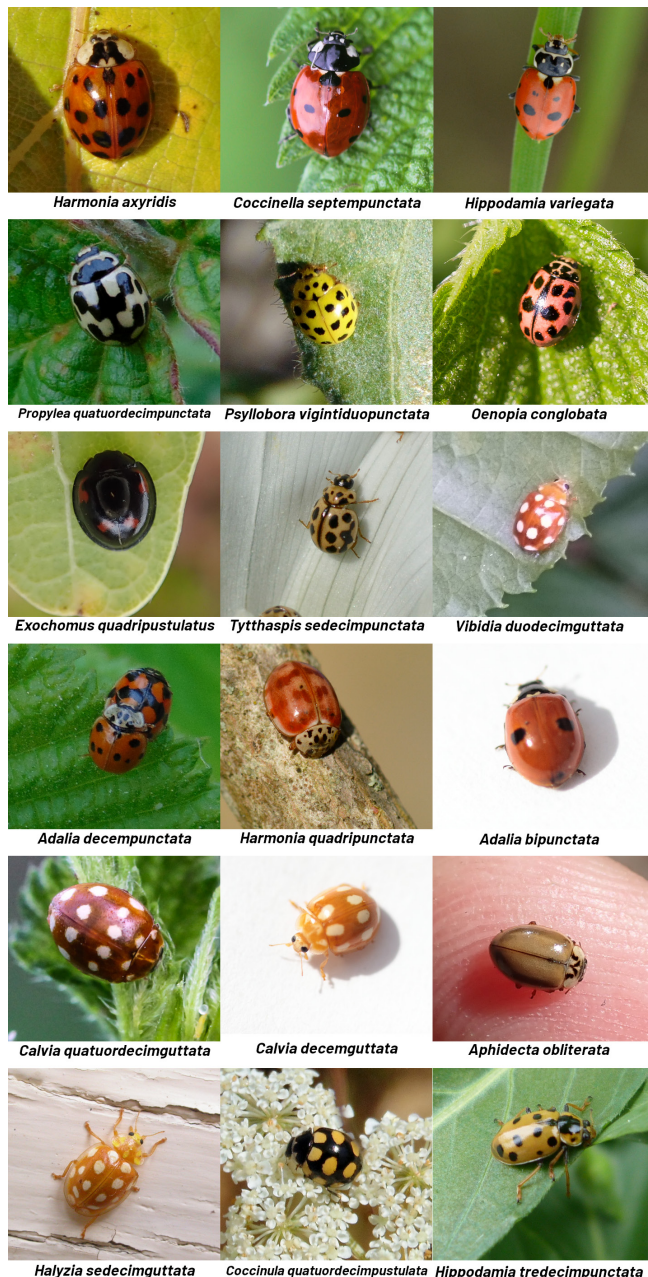 Harmonia axyridis
Coccinella septempunctata
Hippodamia variegata
Propylea quatuordecimpunctata
Psyllobora vigintiduopunctata
Oenopia conglobata
Exochomus quadripustulatus
Tytthaspis sedecimpunctata
Vibidia duodecimguttata
Adalia decempunctata
Harmonia quadripunctata
Adalia bipunctata
Calvia quatuordecimguttata
Calvia decemguttata
Aphidecta obliterata
Halyzia sedecimguttata
Coccinula quatuordecimpustulata
Hippodamia tredecimpunctata